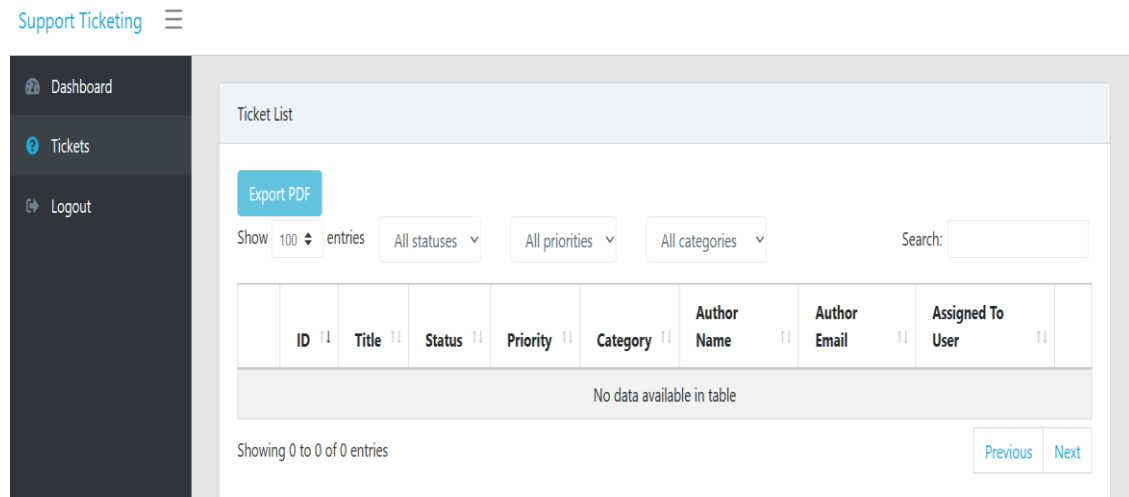 Support Ticketing
Dashboard
Tickets
Logout
Ticket List
Export PDF
Show 100 entries All statuses All priorities All categories Search:
ID Title Status Priority Category Author Name Author Email Assigned To User
No data available in table
Showing 0 to 0 of 0 entries
Previous Next